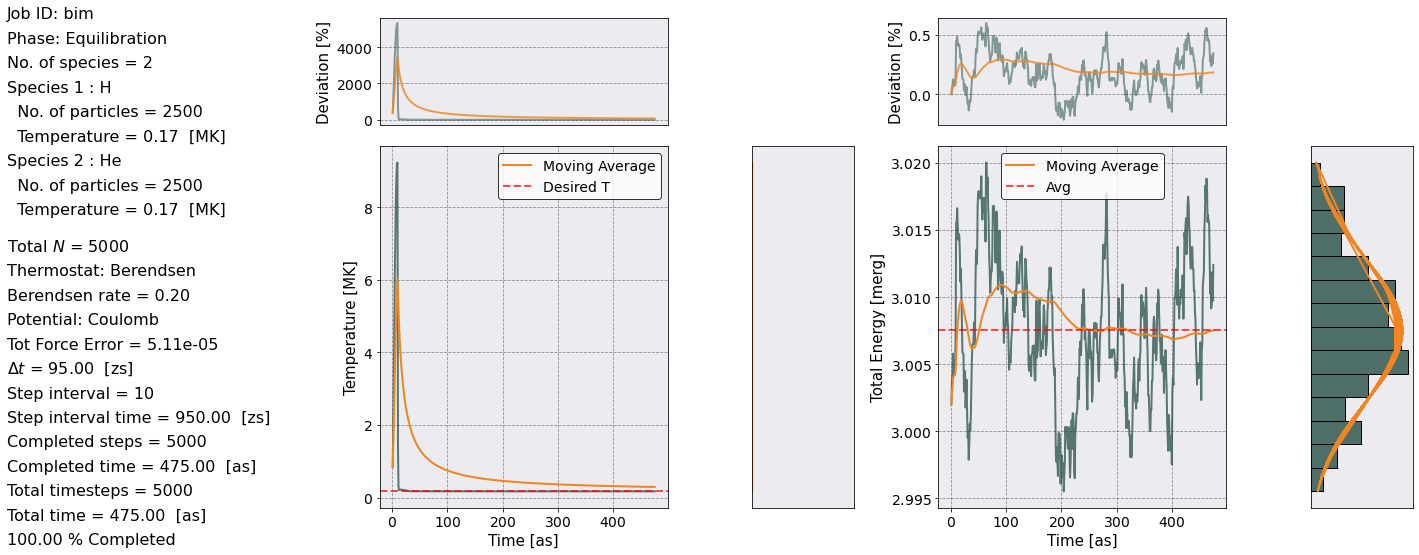 Job ID: bim
Phase: Equilibration
No. of species = 2
Species 1 : H
No. of particles = 2500
Temperature = 0.17 [MK]
Species 2 : He
No. of particles = 2500
Temperature = 0.17 [MK]
Total N = 5000
Thermostat: Berendsen
Berendsen rate = 0.20
Potential: Coulomb
Tot Force Error = 5.11e-05
Δt = 95.00 [zs]
Step interval = 10
Step interval time = 950.00 [zs]
Completed steps = 5000
Completed time = 475.00 [as]
Total timesteps = 5000
Total time = 475.00 [as]
100.00 % Completed
Deviation [%]
4000
2000
0
Temperature [MK]
8
6
4
2
0
Moving Average
Desired T
0 100 200 300 400
Time [as]
Deviation [%]
0.5
0.0
Total Energy [merg]
3.020
3.015
3.010
3.005
3.000
2.995
Moving Average
Avg
0 100 200 300 400
Time [as]